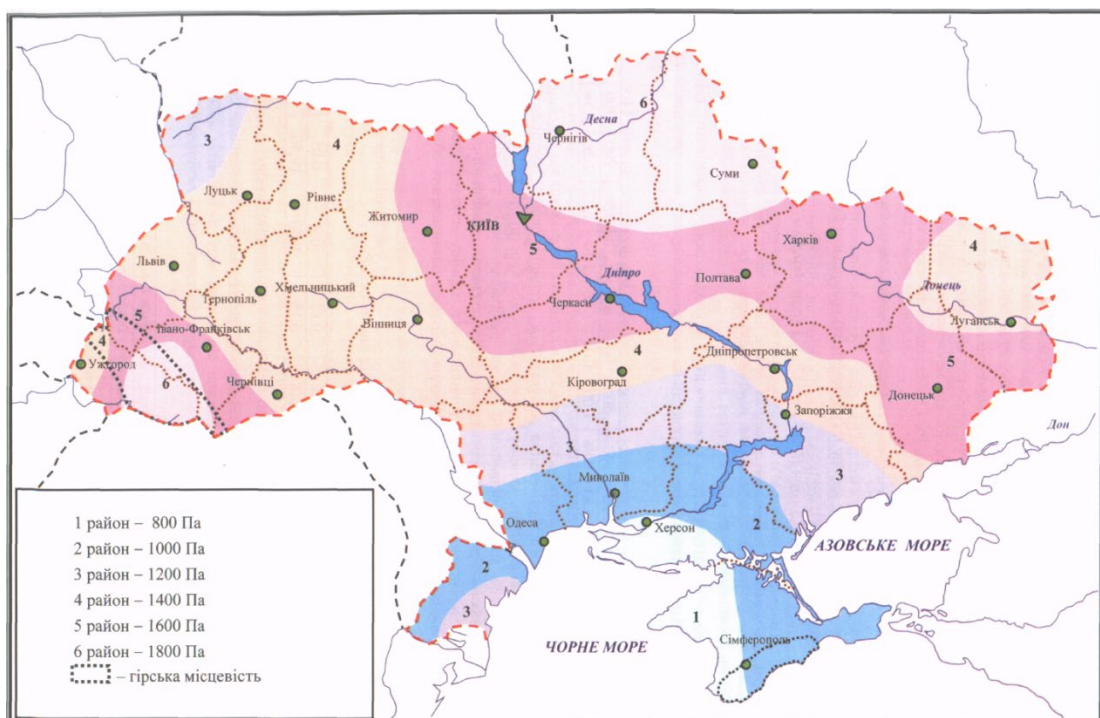 6
Десна
Чернігів
3
4
Суми
Луцьк
Рівне
Житомир
КИЇВ
Харків
4
5
Львів
Полтава
Дніпро
Донець
Тернопіль
Хмельницький
Черкаси
5
Івано-Франківськ
Вінниця
Луганськ
4
Ужгород
4
Дніпропетровськ
5
6
Кіровоград
Чернівці
Донецьк
Запоріжжя
Дон
3
3
Миколаїв
Одеса
Херсон
2
АЗОВСЬКЕ МОРЕ
2
3
1
ЧОРНЕ МОРЕ
Сімферополь
1 район – 800 Па
2 район – 1000 Па
3 район – 1200 Па
4 район – 1400 Па
5 район – 1600 Па
6 район – 1800 Па
– гірська місцевість